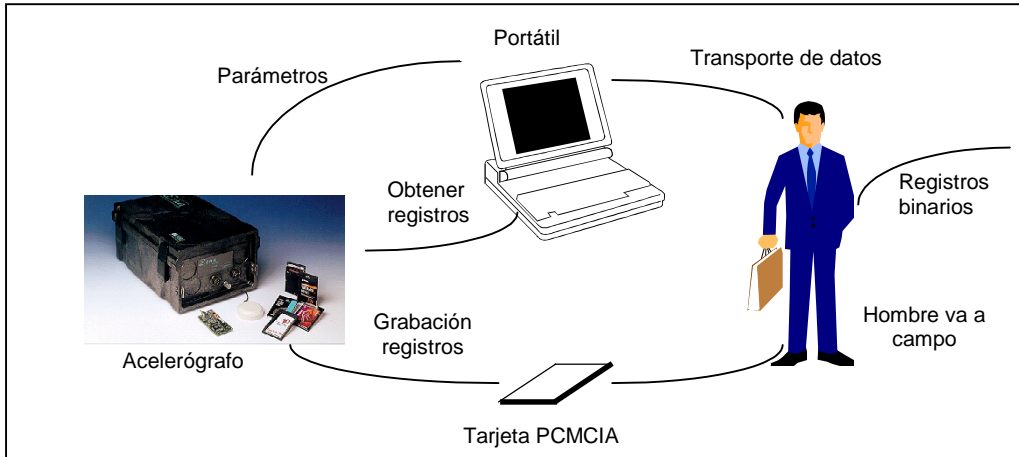 Portátil
Transporte de datos
Parámetros
Obtener
registros
Registros
binarios
Grabación
registros
Hombre va a
campo
Acelerógrafo
Tarjeta PCMCIA